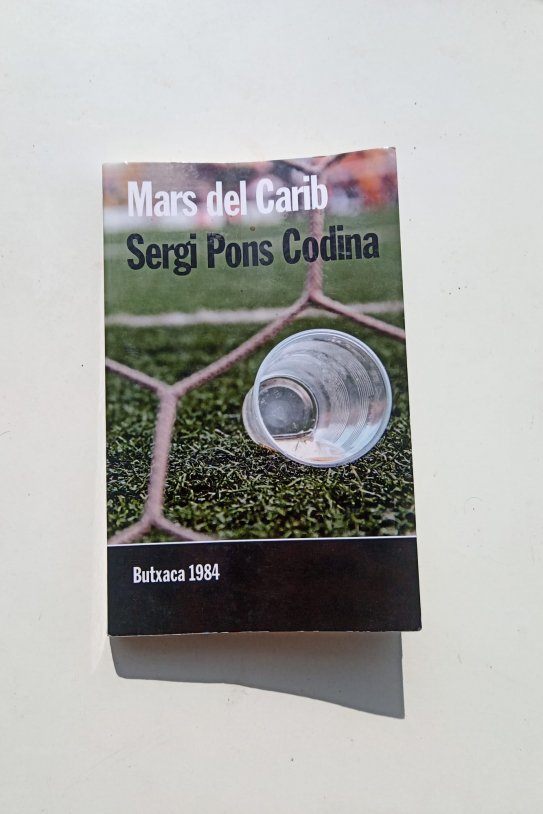 Mars del Carib
Sergi Pons Codina
Butxaca 1984